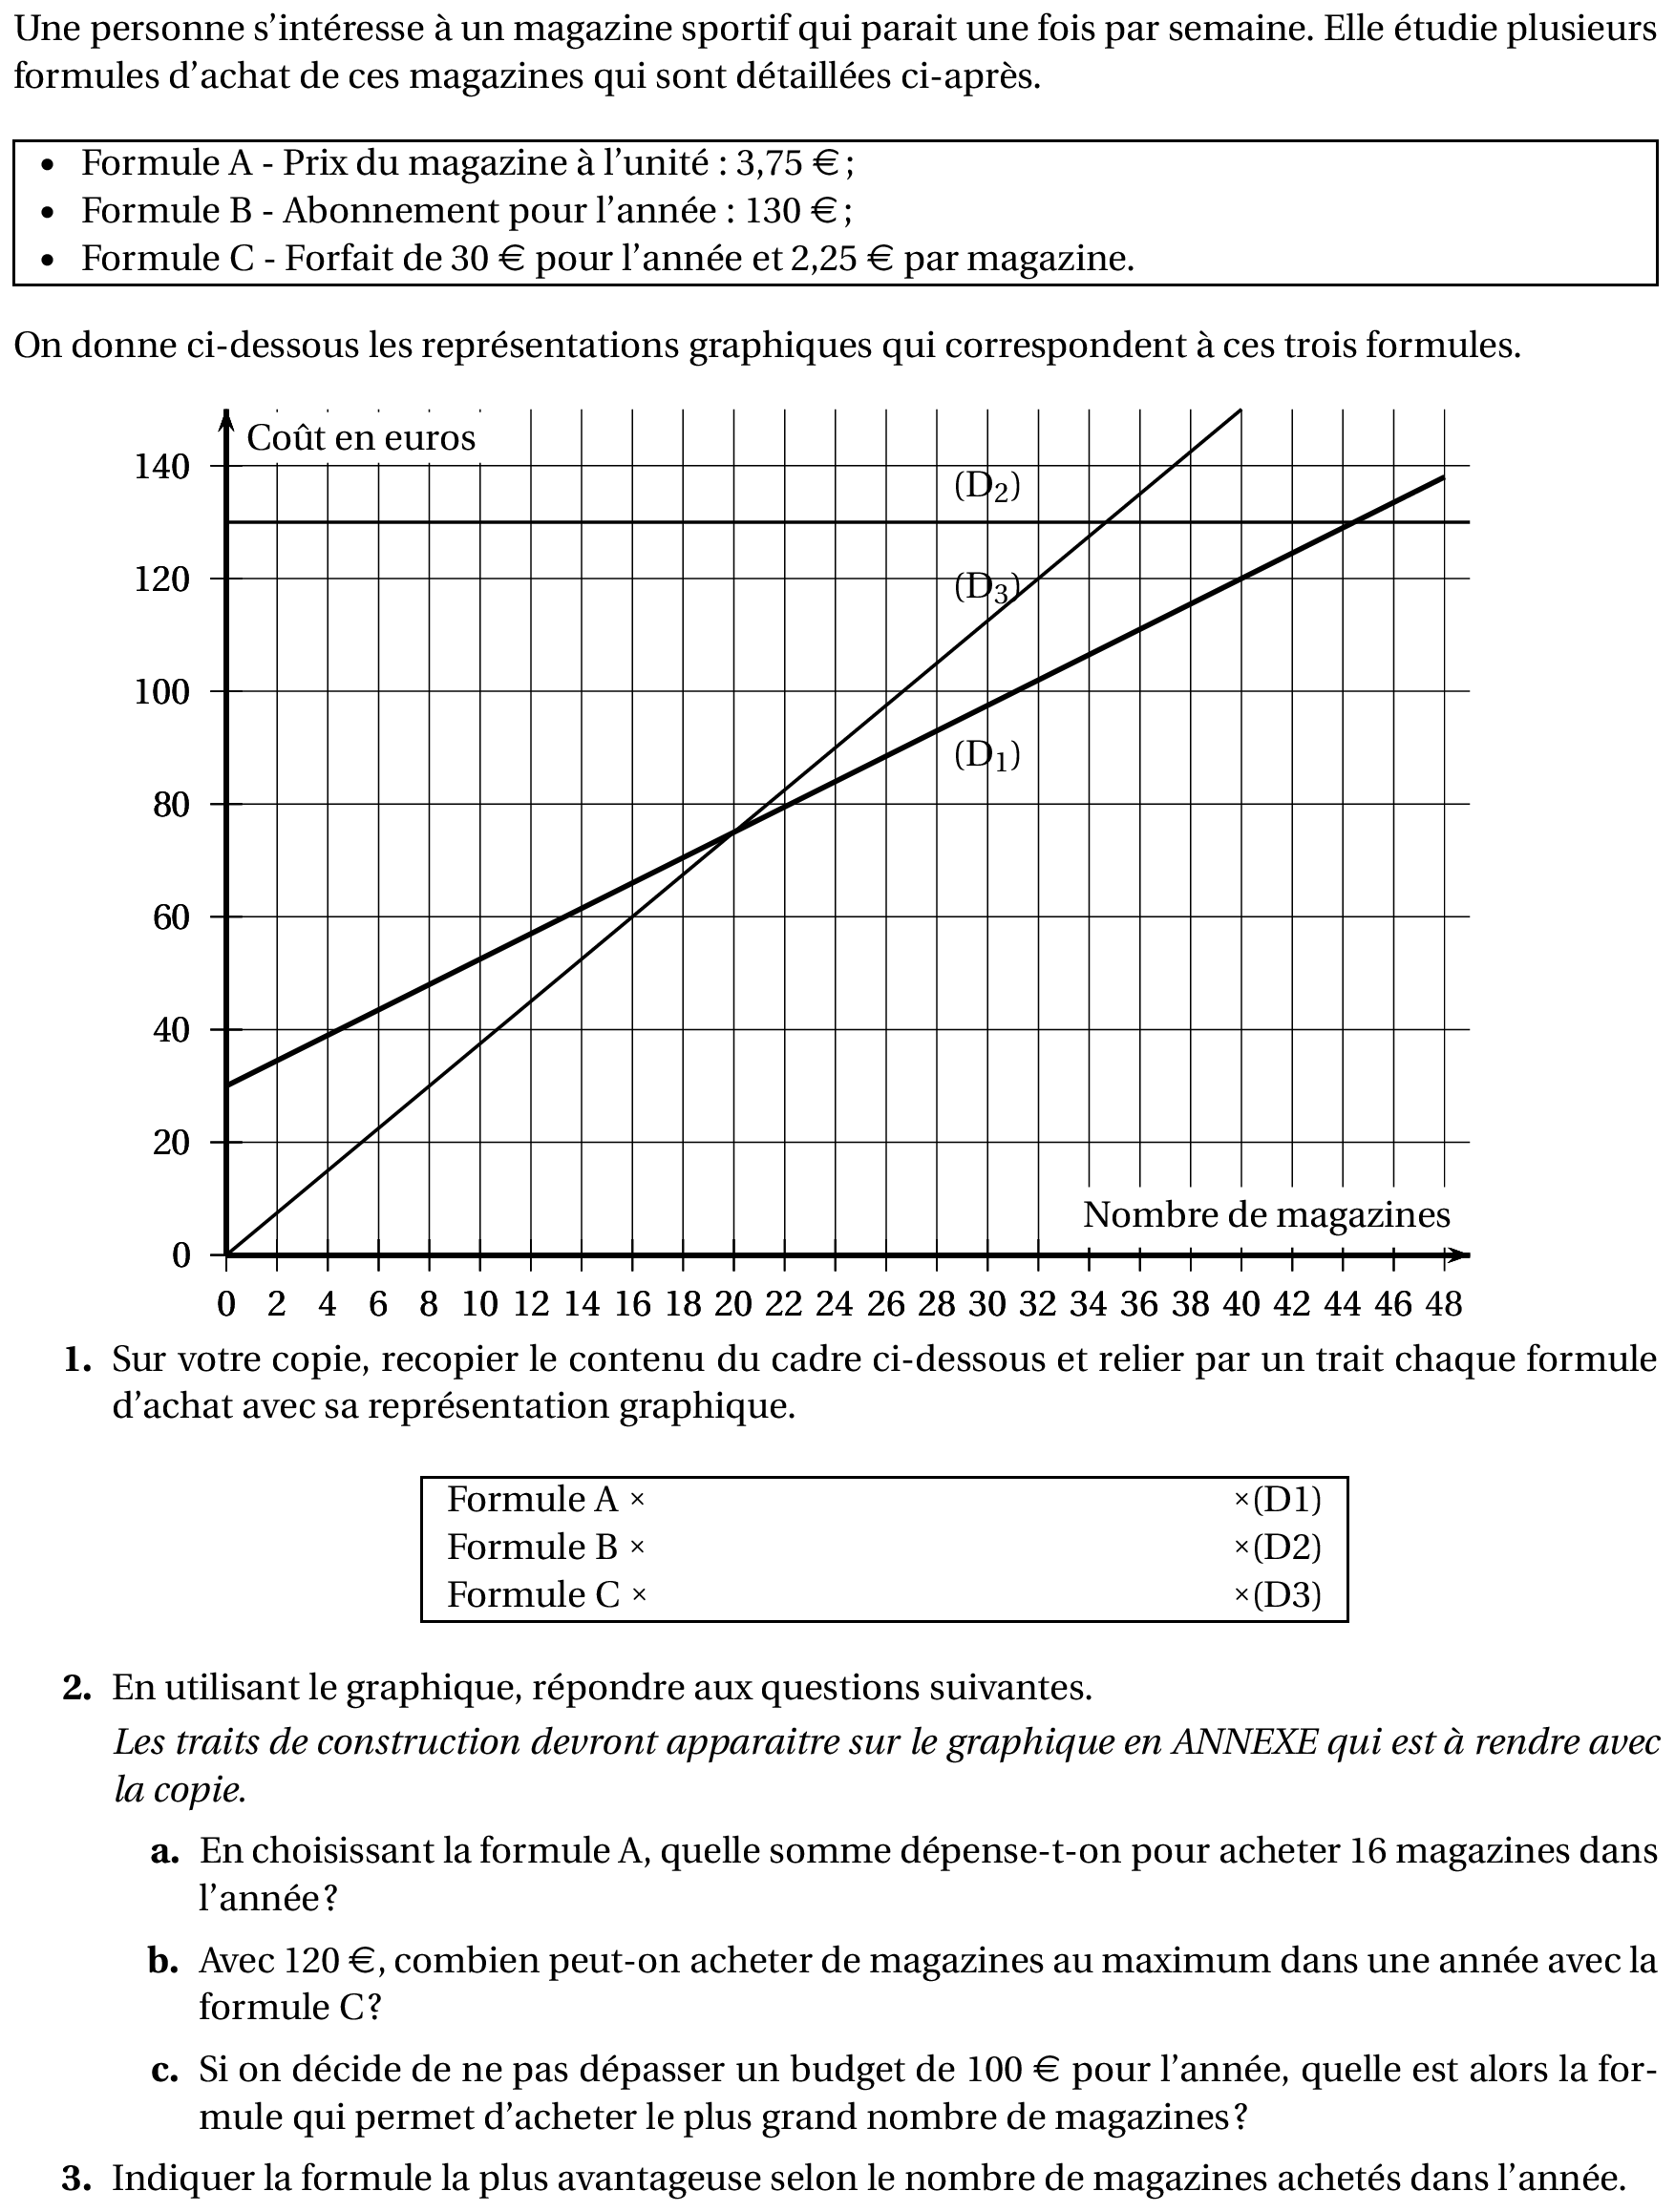 Une personne s'intéresse à un magazine sportif qui parait une fois par semaine. Elle étudie plusieurs
formules d'achat de ces magazines qui sont détaillées ci-après.
• Formule A - Prix du magazine à l'unité : 3,75 €;
• Formule B - Abonnement pour l'année : 130 €;
• Formule C - Forfait de 30 € pour l'année et 2,25 € par magazine.
On donne ci-dessous les représentations graphiques qui correspondent à ces trois formules.
Coût en euros
140
(D2)
120
(D3)
100
(D1)
80
60
40
20
Nombre de magazines
0
0 2 4 6 8 10 12 14 16 18 20 22 24 26 28 30 32 34 36 38 40 42 44 46 48
1. Sur votre copie, recopier le contenu du cadre ci-dessous et relier par un trait chaque formule
d'achat avec sa représentation graphique.
Formule A × ×(D1)
Formule B × ×(D2)
Formule C × ×(D3)
2. En utilisant le graphique, répondre aux questions suivantes.
Les traits de construction devront apparaitre sur le graphique en ANNEXE qui est à rendre avec
la copie.
a. En choisissant la formule A, quelle somme dépense-t-on pour acheter 16 magazines dans
l'année?
b. Avec 120 €, combien peut-on acheter de magazines au maximum dans une année avec la
formule C?
c. Si on décide de ne pas dépasser un budget de 100 € pour l'année, quelle est alors la for-
mule qui permet d'acheter le plus grand nombre de magazines?
3. Indiquer la formule la plus avantageuse selon le nombre de magazines achetés dans l'année.